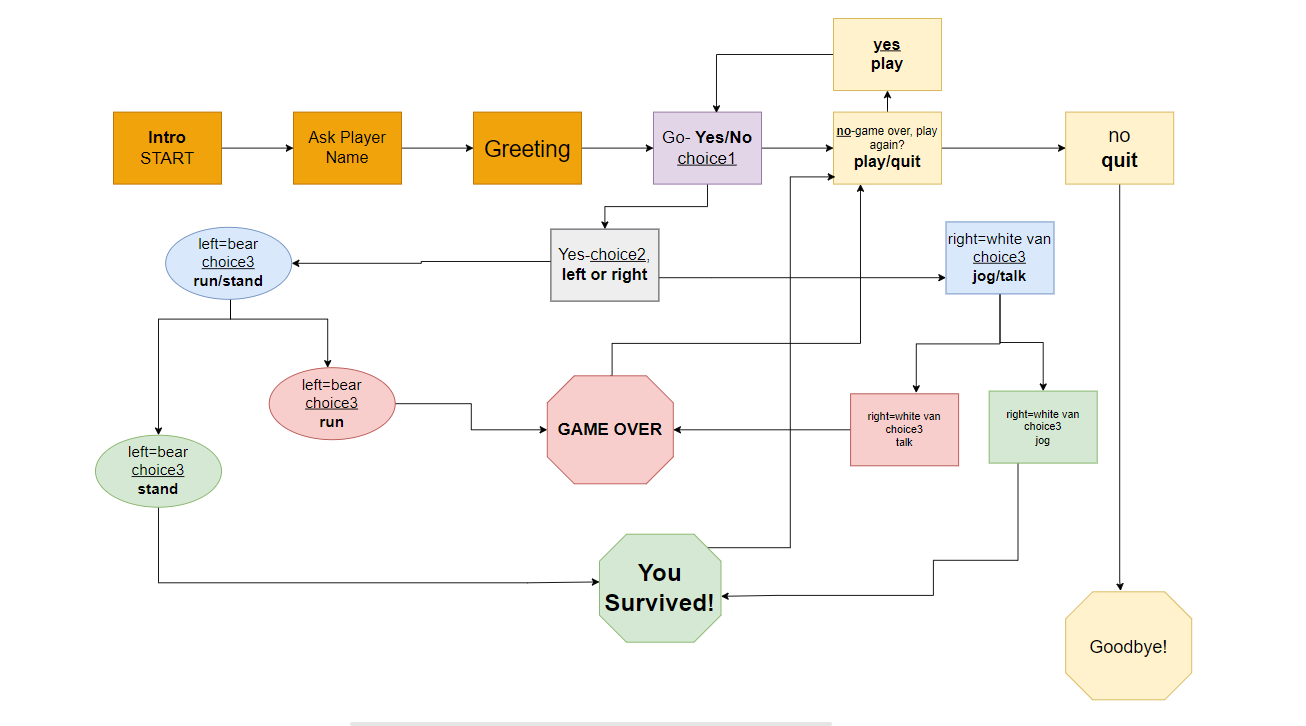 yes
play
Intro
START
Ask Player
Name
Greeting
Go- Yes/No
choice1
no-game over, play
again?
play/quit
no
quit
left=bear
choice3
run/stand
Yes-choice2,
left or right
right=white van
choice3
jog/talk
left=bear
choice3
run
GAME OVER
right=white van
choice3
talk
right=white van
choice3
jog
left=bear
choice3
stand
You
Survived!
Goodbye!